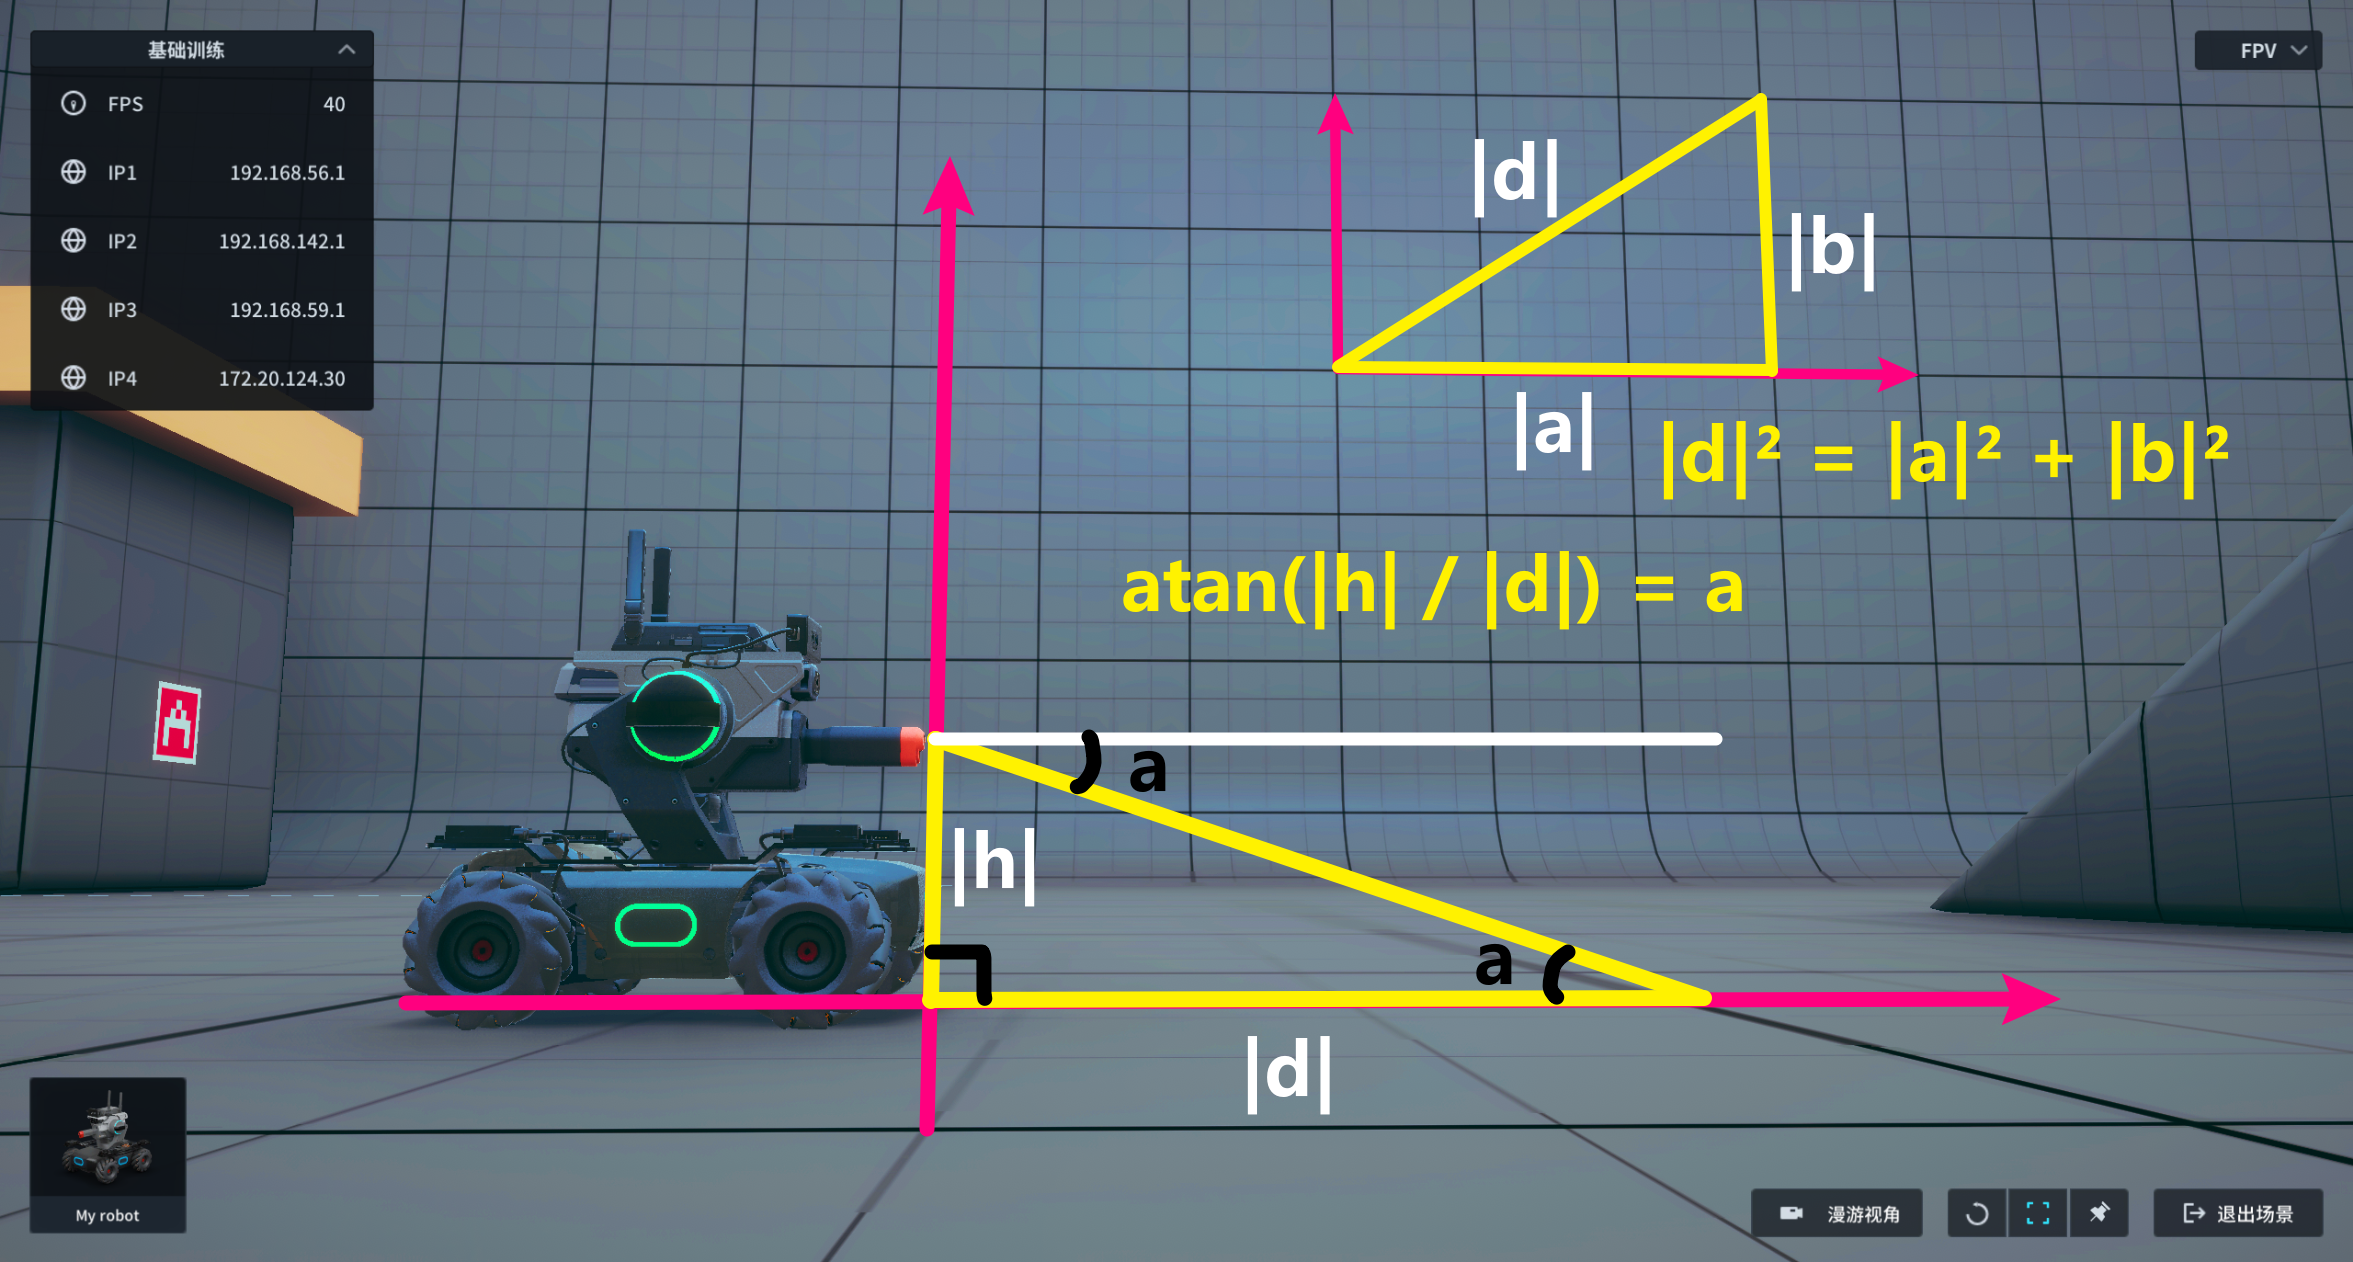 基础训练
FPS 40
IP1 192.168.56.1
IP2 192.168.142.1
IP3 192.168.59.1
IP4 172.20.124.30
FPV
|d|
|b|
|a|
|d|² = |a|² + |b|²
atan(|h| / |d|) = a
a
|h|
a
|d|
A
My robot
漫游视角
退出场景